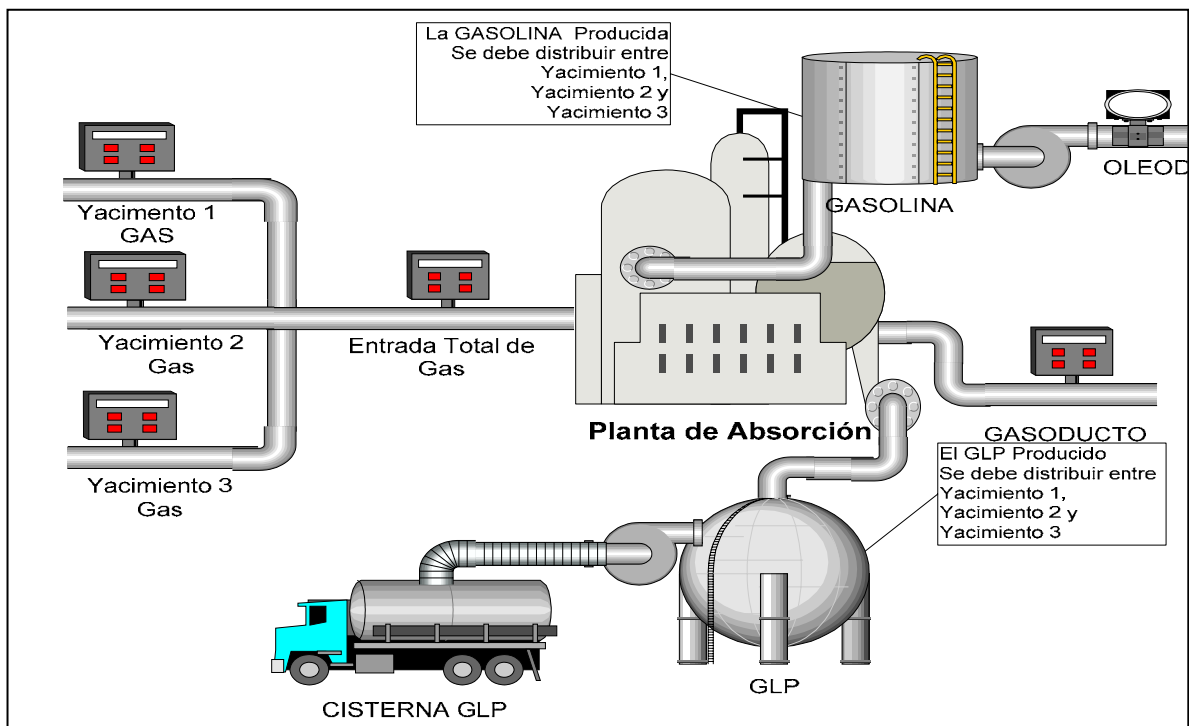 La GASOLINA Producida
Se debe distribuir entre
Yacimiento 1,
Yacimiento 2 y
Yacimiento 3
OLEOD
GASOLINA
Yacimento 1
GAS
Yacimiento 2
Gas
Entrada Total de
Gas
Yacimiento 3
Gas
Planta de Absorción
GASODUCTO
El GLP Producido
Se debe distribuir entre
Yacimiento 1,
Yacimiento 2 y
Yacimiento 3
GLP
CISTERNA GLP